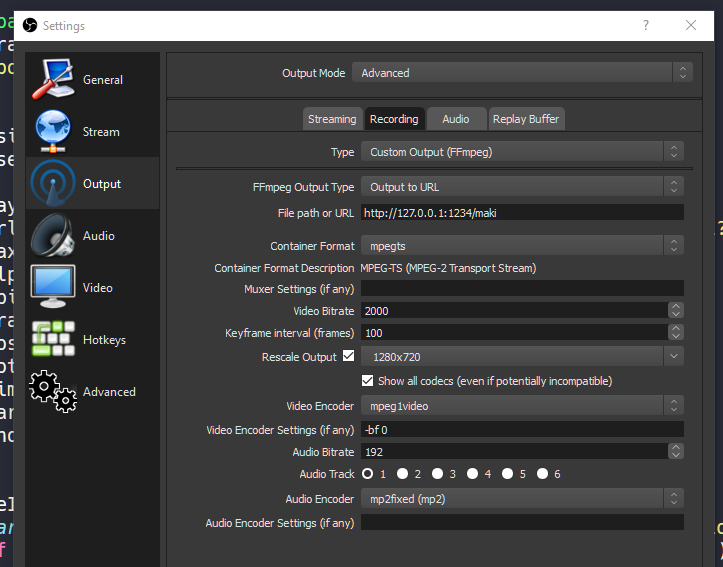 Settings
?
General
Stream
Output
Audio
Video
Hotkeys
Advanced
Output Mode Advanced
Streaming Recording Audio Replay Buffer
Type Custom Output (FFmpeg)
FFmpeg Output Type Output to URL
File path or URL http://127.0.0.1:1234/maki
Container Format mpegts
Container Format Description MPEG-TS (MPEG-2 Transport Stream)
Muxer Settings (if any)
Video Bitrate 2000
Keyframe interval (frames) 100
Rescale Output 1280x720
Show all codecs (even if potentially incompatible)
Video Encoder mpeg1video
Video Encoder Settings (if any) -bf 0
Audio Bitrate 192
Audio Track 1 2 3 4 5 6
Audio Encoder mp2fixed (mp2)
Audio Encoder Settings (if any)